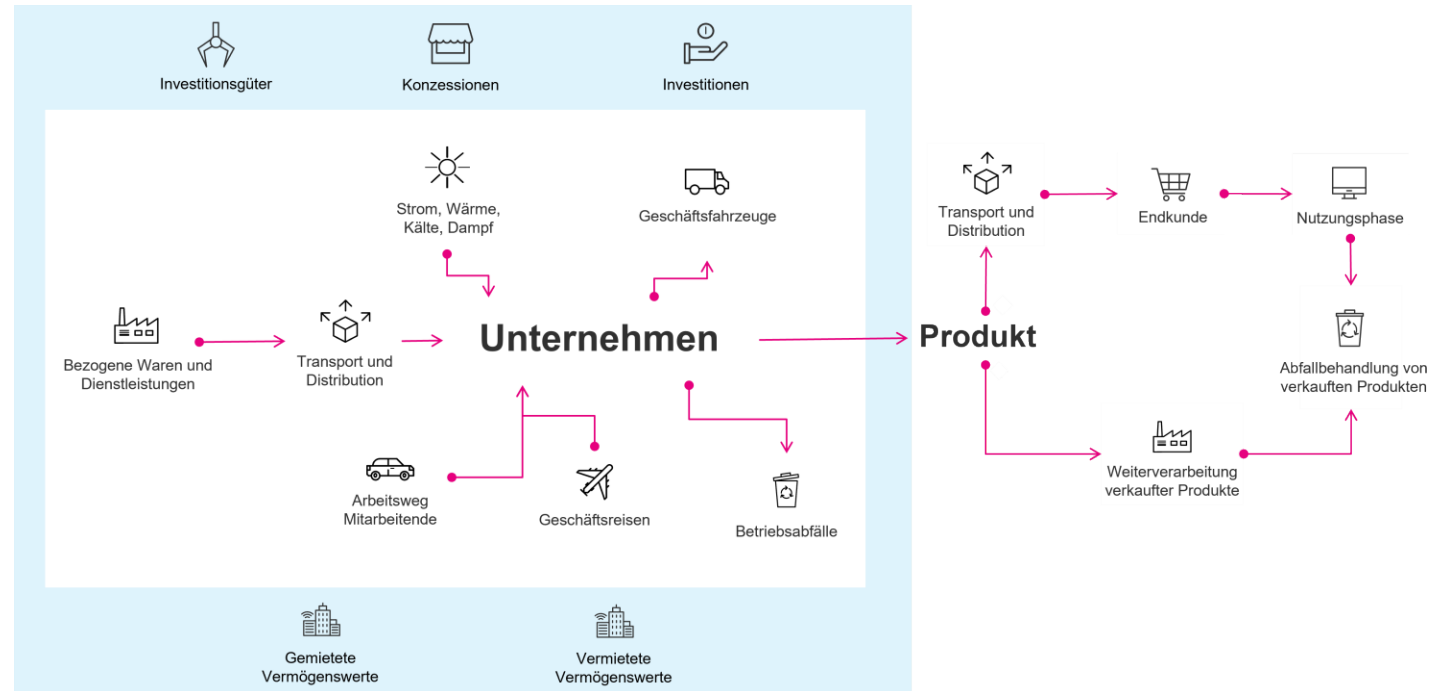 Investitionsgüter
Konzessionen
Investitionen
Strom, Wärme,
Kälte, Dampf
Geschäftsfahrzeuge
Transport und
Distribution
Endkunde
Nutzungsphase
Bezogene Waren und
Dienstleistungen
Transport und
Distribution
Unternehmen
Produkt
Abfallbehandlung von
verkauften Produkten
Arbeitsweg
Mitarbeitende
Geschäftsreisen
Betriebsabfälle
Weiterverarbeitung
verkaufter Produkte
Gemietete
Vermögenswerte
Vermietete
Vermögenswerte